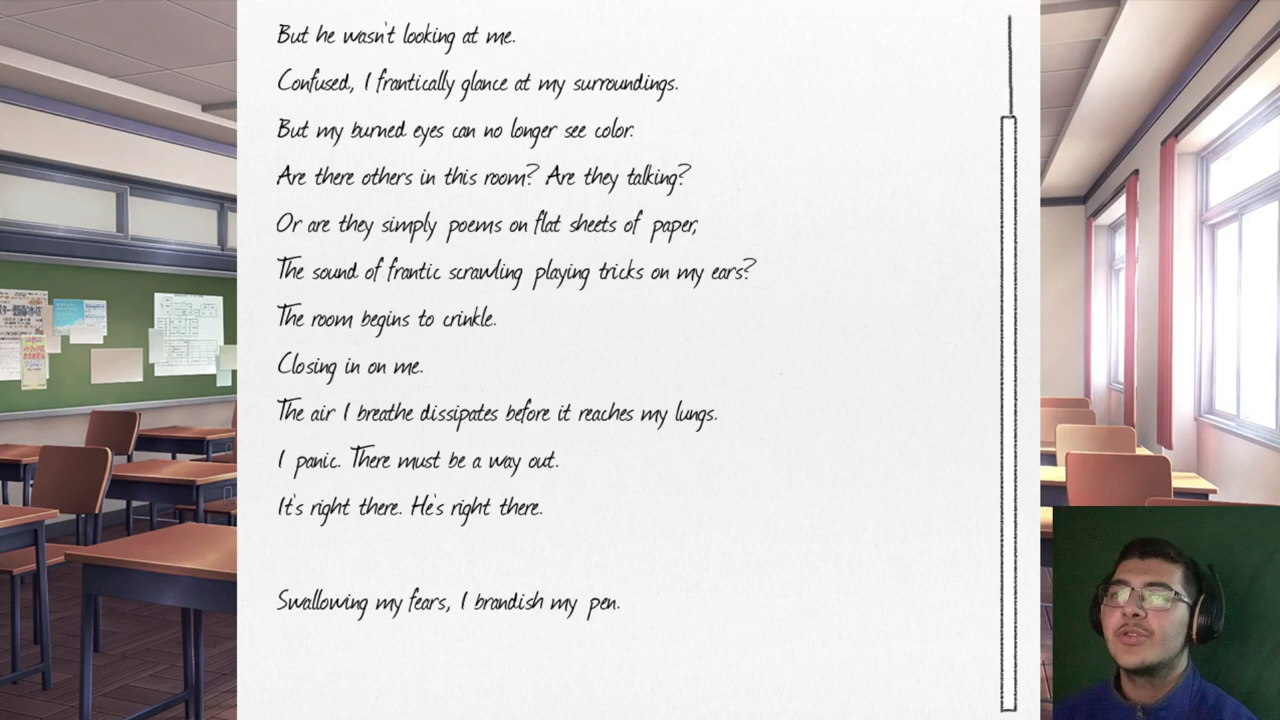 But he wasn't looking at me.
Confused, I frantically glance at my surroundings.
But my burned eyes can no longer see color.
Are there others in this room? Are they talking?
Or are they simply poems on flat sheets of paper,
The sound of frantic scrawling playing tricks on my ears?
The room begins to crinkle.
Closing in on me.
The air I breathe dissipates before it reaches my lungs.
I panic. There must be a way out.
It's right there. He's right there.
Swallowing my fears, I brandish my pen.